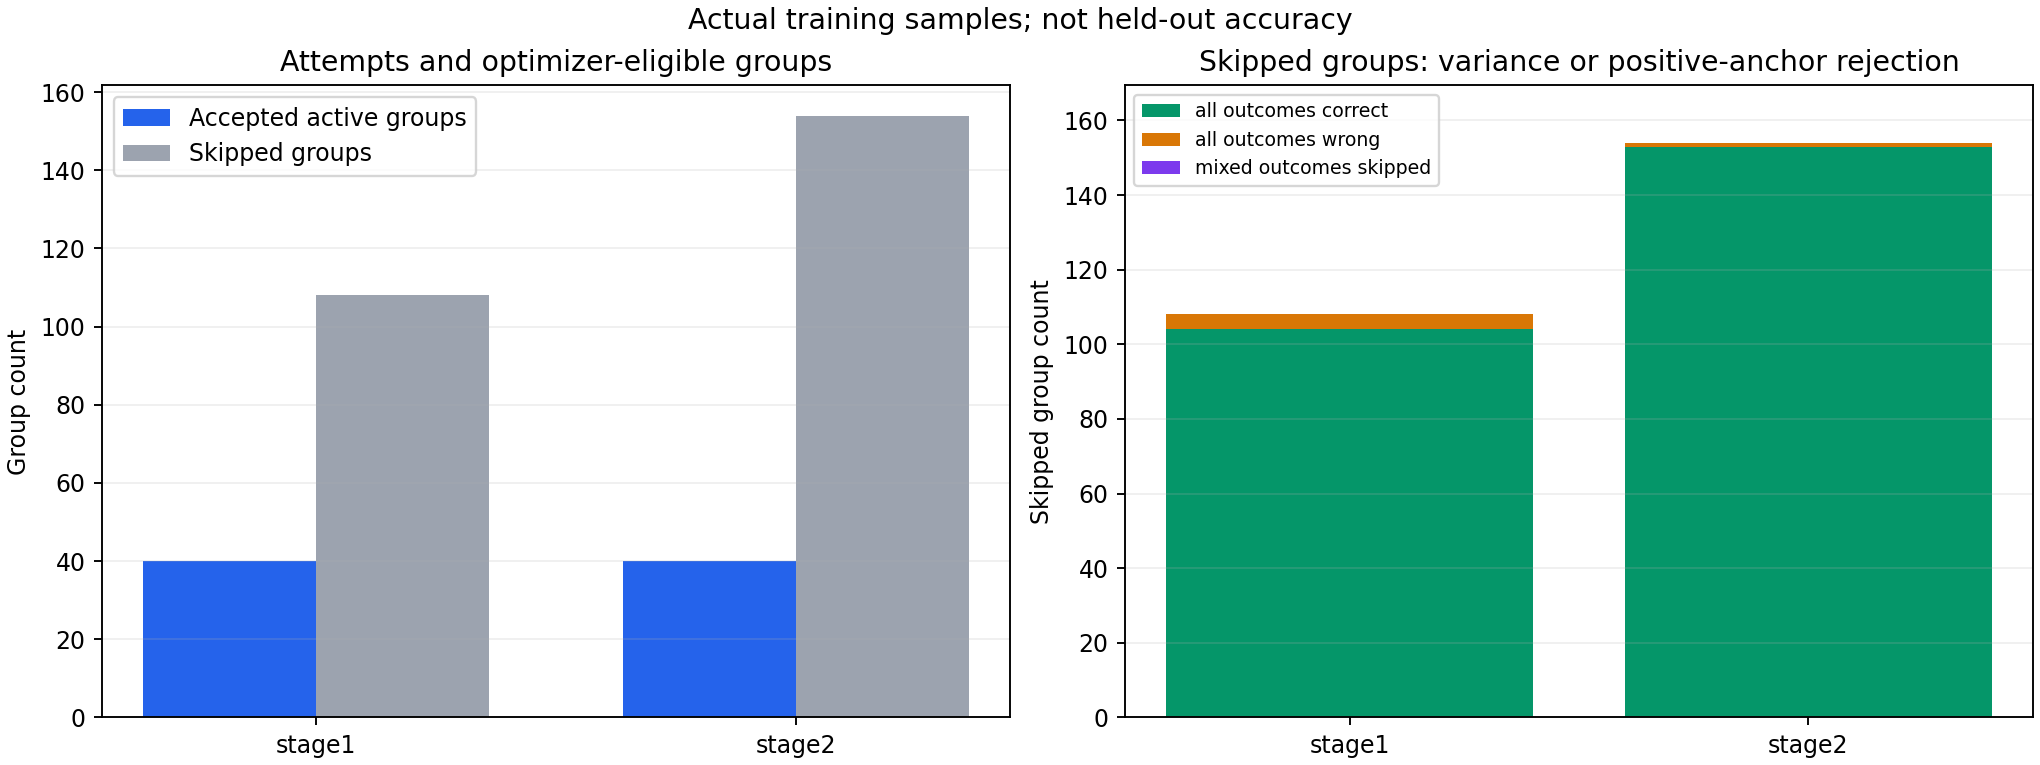 Actual training samples; not held-out accuracy
Attempts and optimizer-eligible groups
Accepted active groups
Skipped groups
Group count
160
140
120
100
80
60
40
20
0
stage1
stage2
Skipped groups: variance or positive-anchor rejection
all outcomes correct
all outcomes wrong
mixed outcomes skipped
Skipped group count
160
140
120
100
80
60
40
20
0
stage1
stage2